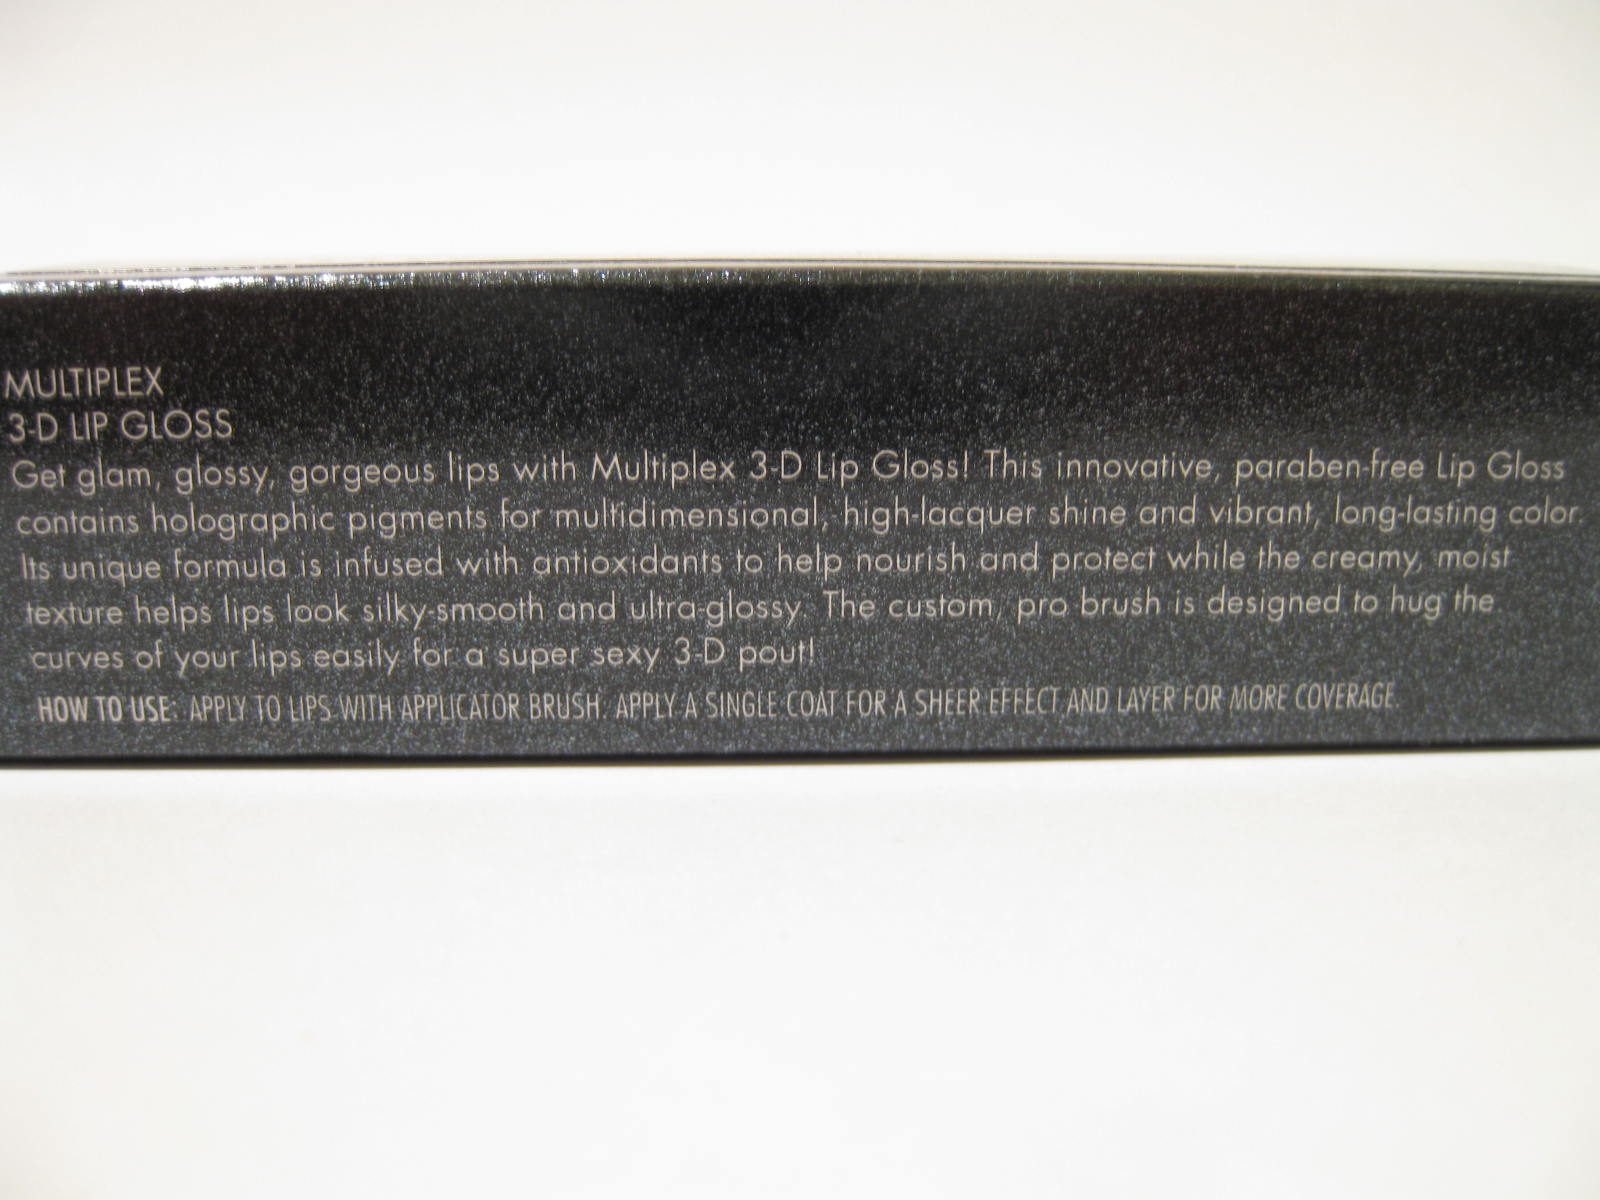 MULTIPLEX
3-D LIP GLOSS
Get glam, glossy, gorgeous lips with Multiplex 3-D Lip Gloss! This innovative, paraben-free Lip Gloss
contains holographic pigments for multidimensional, high-lacquer shine and vibrant, long-lasting color.
Its unique formula is infused with antioxidants to help nourish and protect while the creamy, moist
texture helps lips look silky-smooth and ultra-glossy. The custom, pro brush is designed to hug the
curves of your lips easily for a super sexy 3-D pout!
HOW TO USE: APPLY TO LIPS WITH APPLICATOR BRUSH. APPLY A SINGLE COAT FOR A SHEER EFFECT AND LAYER FOR MORE COVERAGE.